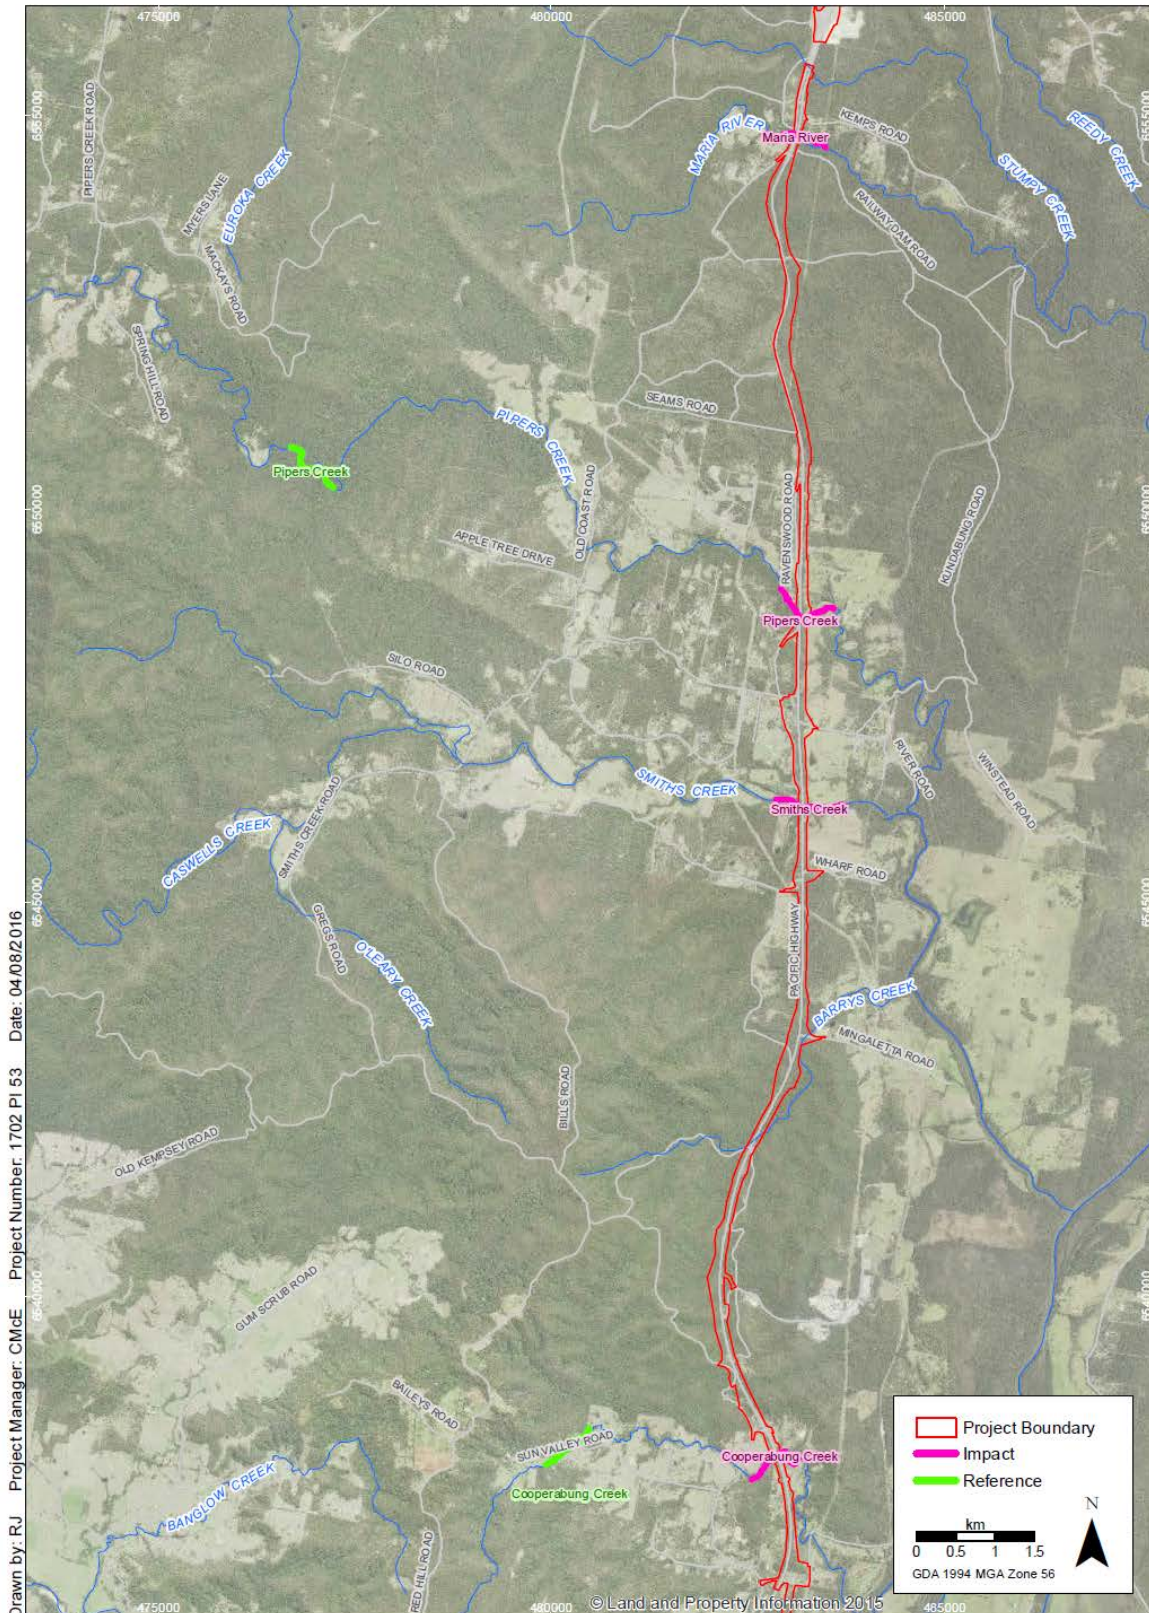 475000
480000
485000
6555000
6555000
PIPERS CREEK ROAD
EUROKA CREEK
MYERS LANE
MACKAYS ROAD
MARIA RIVER
Maria River
KEMPS ROAD
REEDY CREEK
STUMPY CREEK
RAILWAY DAM ROAD
SPRING HILL ROAD
SEAMS ROAD
PIPERS CREEK
Pipers Creek
OLD COAST ROAD
6550000
6550000
APPLE TREE DRIVE
RAVENSWOOD ROAD
KUNDABUNG ROAD
Pipers Creek
SILO ROAD
SMITHS CREEK
Smiths Creek
RIVER ROAD
WINSTEAD ROAD
SMITHS CREEK ROAD
CASWELLS CREEK
WHARF ROAD
6545000
6545000
GREGS ROAD
O'LEARY CREEK
PACIFIC HIGHWAY
BARRYS CREEK
MINGALETTA ROAD
BILLS ROAD
OLD KEMPSEY ROAD
6540000
6540000
GUM SCRUB ROAD
BAILEYS ROAD
SUN VALLEY ROAD
Cooperabung Creek
Cooperabung Creek
BANGLOW CREEK
RED HILL ROAD
Project Boundary
Impact
Reference
N
km
0 0.5 1 1.5
GDA 1994 MGA Zone 56
© Land and Property Information 2015
475000
480000
485000
Drawn by: RJ Project Manager: CMcE Project Number: 1702 PI 53 Date: 04/08/2016